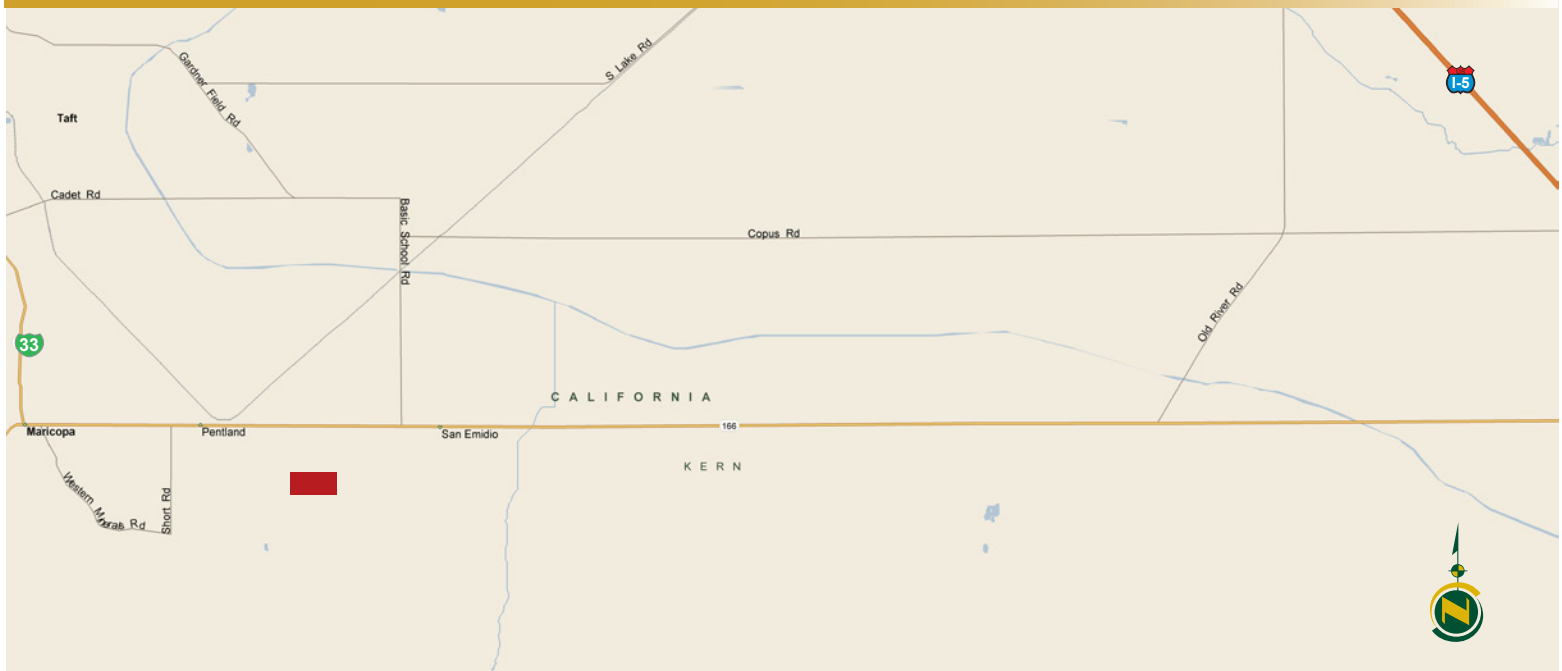 Gardner Field Rd
S Lake Rd
I-5
Taft
Cadet Rd
Basic School Rd
Copus Rd
Old River Rd
33
CALIFORNIA
Maricopa
Pentland
San Emidio
166
KERN
Western Minerals Rd
Short Rd
N